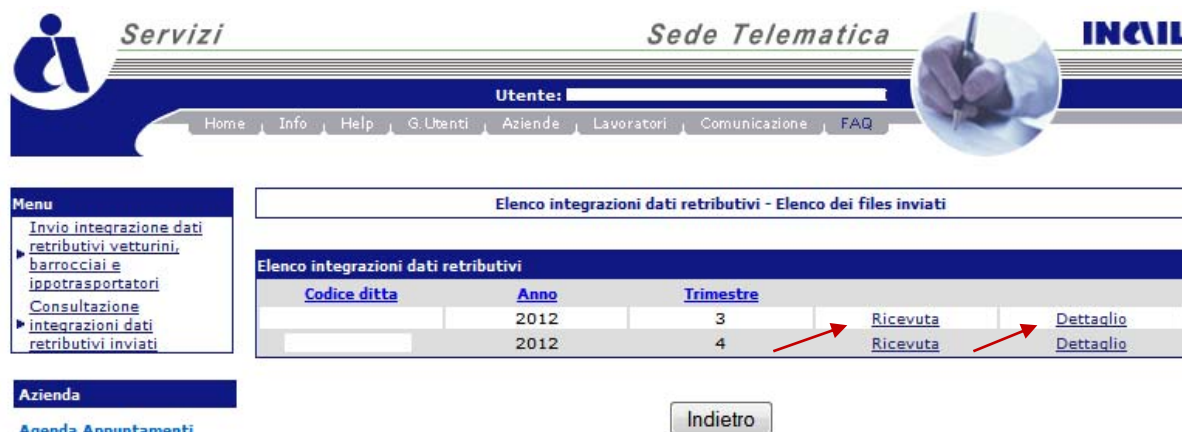 Servizi
Sede Telematica
INAIL
Utente:
Home Info Help G.Utenti Aziende Lavoratori Comunicazione FAQ
Menu
Invio integrazione dati
retributivi vetturini,
barrocciai e
ippotrasportatori
Consultazione
integrazioni dati
retributivi inviati
Azienda
Agenda Appuntamenti
Elenco integrazioni dati retributivi - Elenco dei files inviati
Elenco integrazioni dati retributivi
Codice ditta Anno Trimestre
2012 3 Ricevuta Dettaglio
2012 4 Ricevuta Dettaglio
Indietro